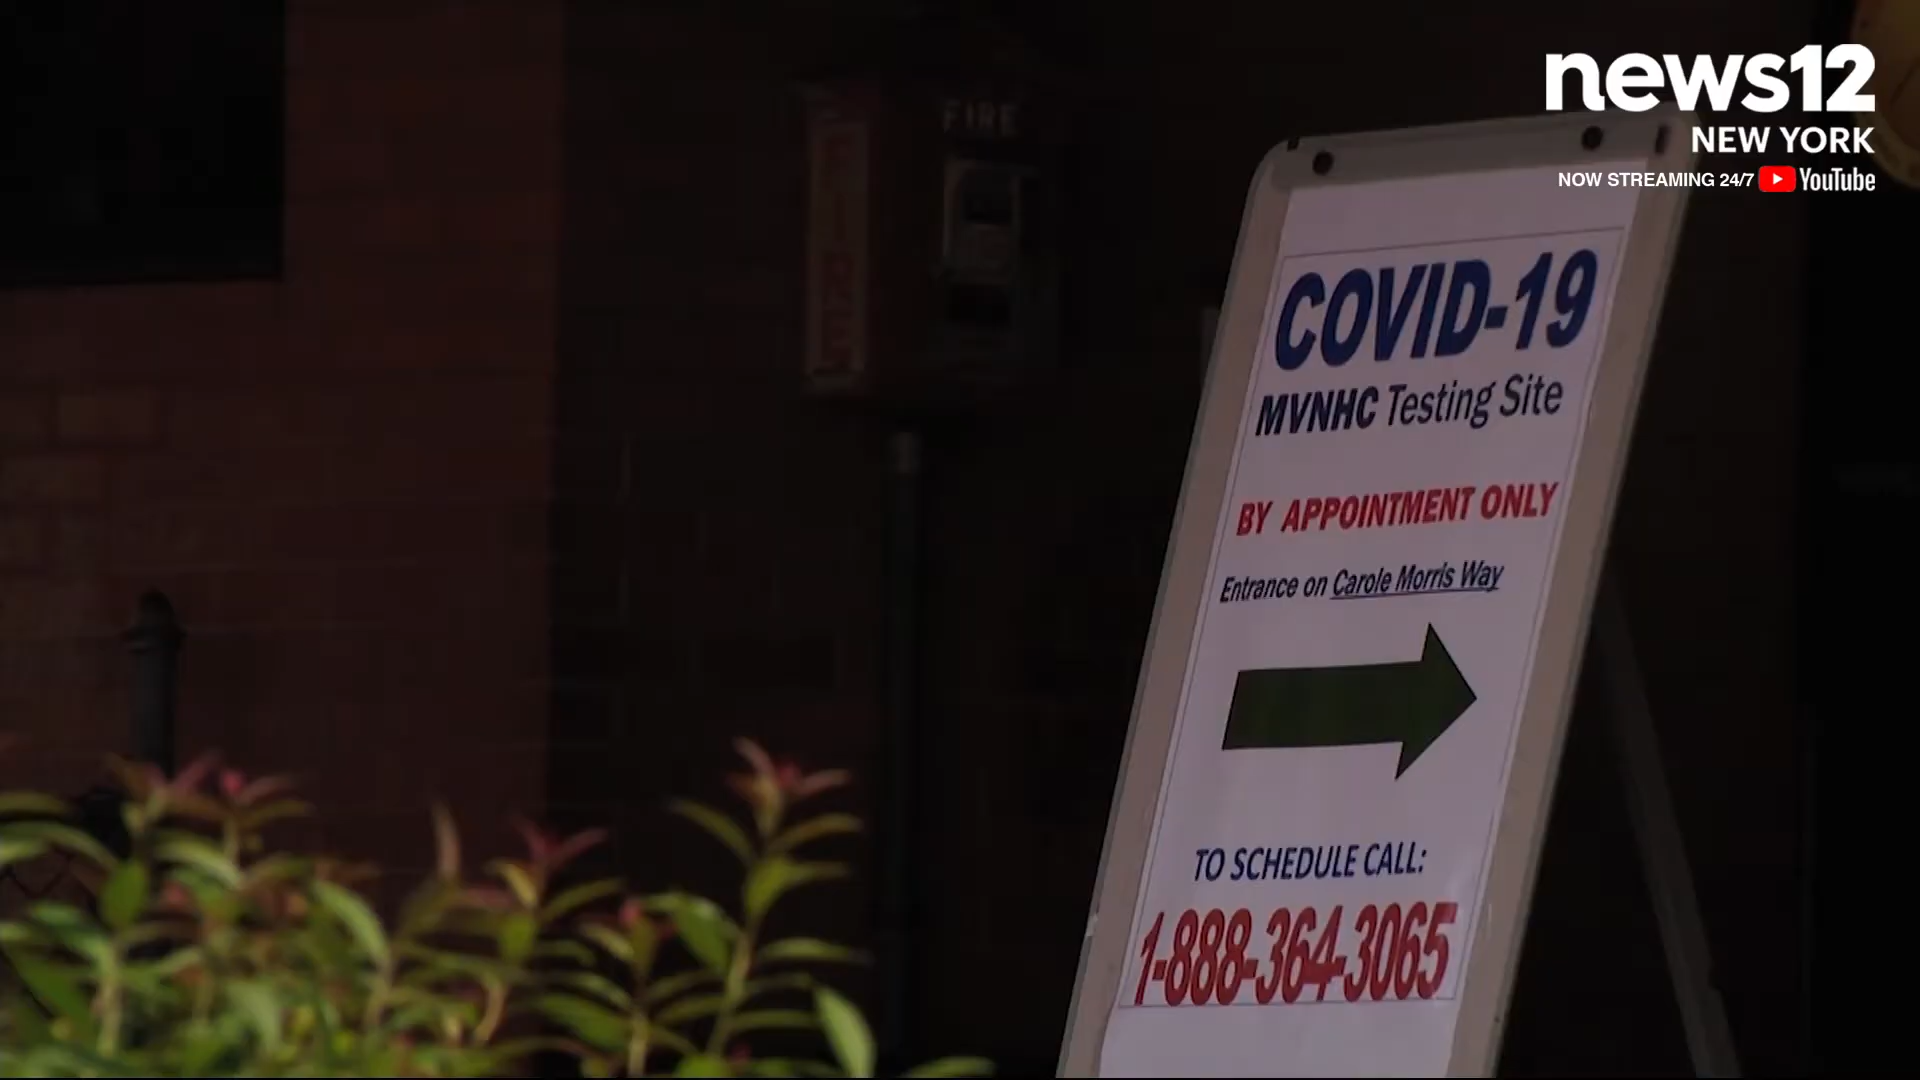 news12
NEW YORK
NOW STREAMING 24/7 YouTube
FIRE
COVID-19
MVNHC Testing Site
BY APPOINTMENT ONLY
Entrance on Carole Morris Way
TO SCHEDULE CALL:
1-888-364-3065